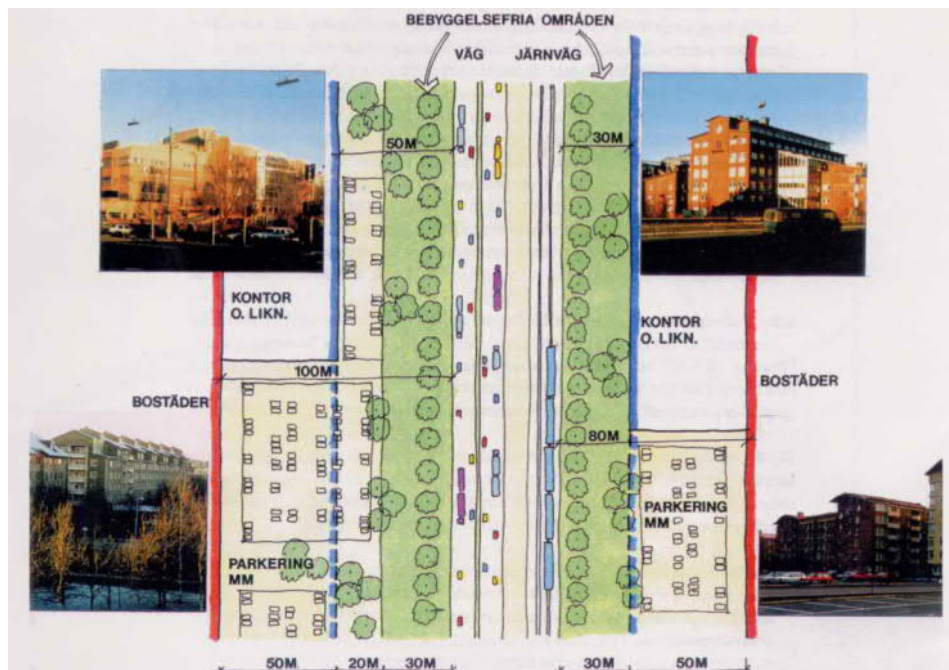 BEBYGGELSEFRIA OMRÅDEN
VÄG
JÄRNVÄG
50M
30M
KONTOR
O. LIKN.
KONTOR
O. LIKN.
100M
BOSTÄDER
BOSTÄDER
80M
PARKERING
MM
PARKERING
MM
50M
20M
30M
30M
50M